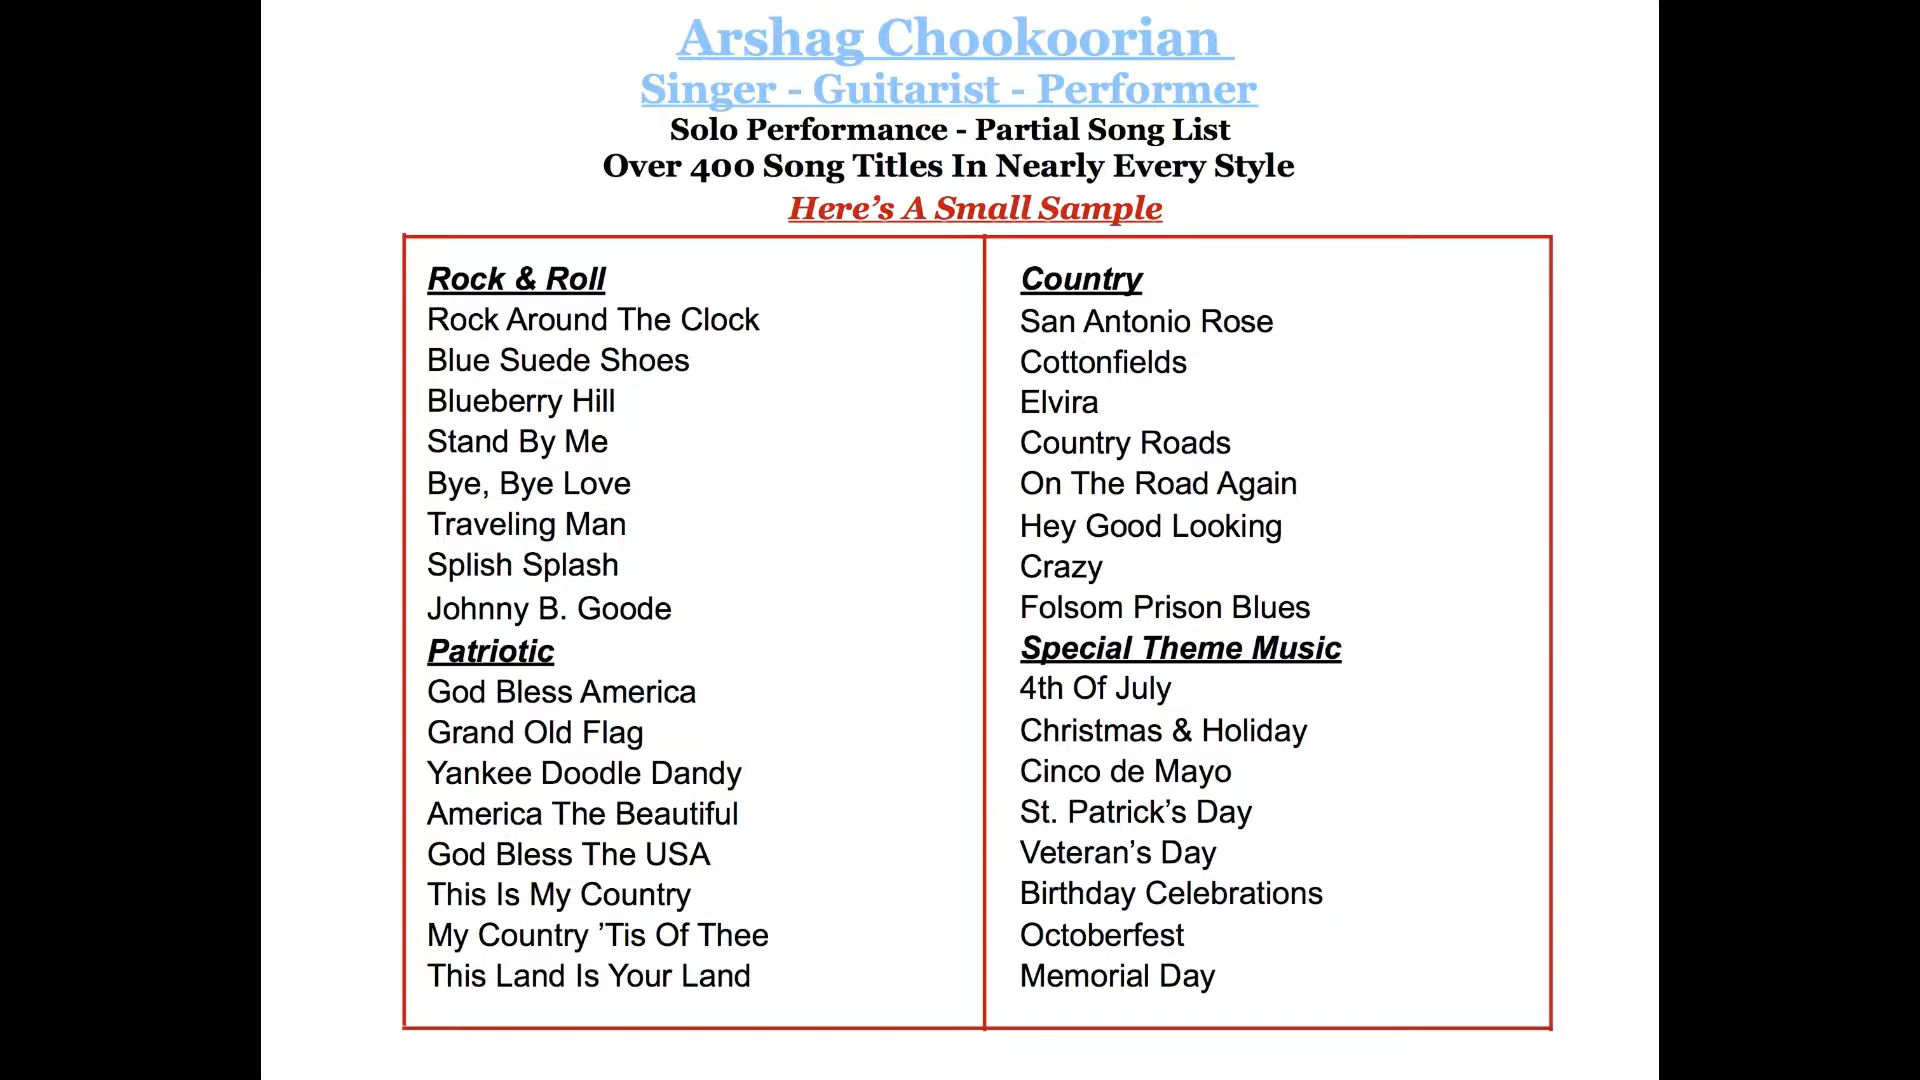 Arshag Chookoorian
Singer - Guitarist - Performer
Solo Performance - Partial Song List
Over 400 Song Titles In Nearly Every Style
Here’s A Small Sample
Rock & Roll
Rock Around The Clock
Blue Suede Shoes
Blueberry Hill
Stand By Me
Bye, Bye Love
Traveling Man
Splish Splash
Johnny B. Goode
Patriotic
God Bless America
Grand Old Flag
Yankee Doodle Dandy
America The Beautiful
God Bless The USA
This Is My Country
My Country ’Tis Of Thee
This Land Is Your Land
Country
San Antonio Rose
Cottonfields
Elvira
Country Roads
On The Road Again
Hey Good Looking
Crazy
Folsom Prison Blues
Special Theme Music
4th Of July
Christmas & Holiday
Cinco de Mayo
St. Patrick’s Day
Veteran’s Day
Birthday Celebrations
Octoberfest
Memorial Day